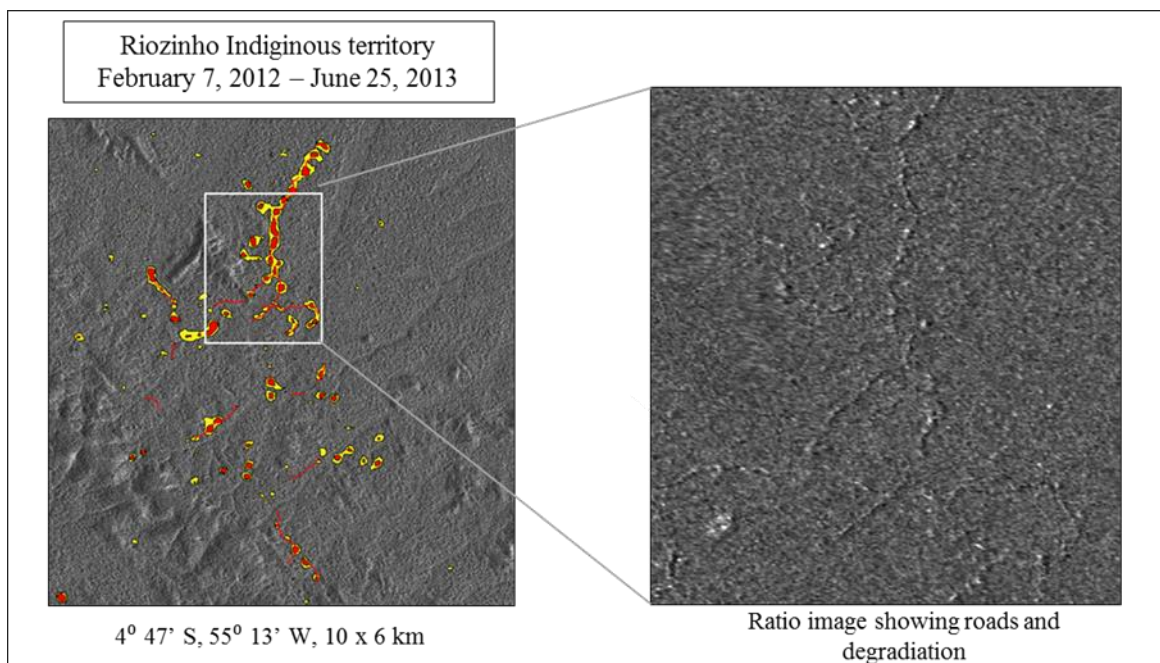 Riozinho Indiginous territory
February 7, 2012 – June 25, 2013
4⁰ 47’ S, 55⁰ 13’ W, 10 x 6 km
Ratio image showing roads and
degradation